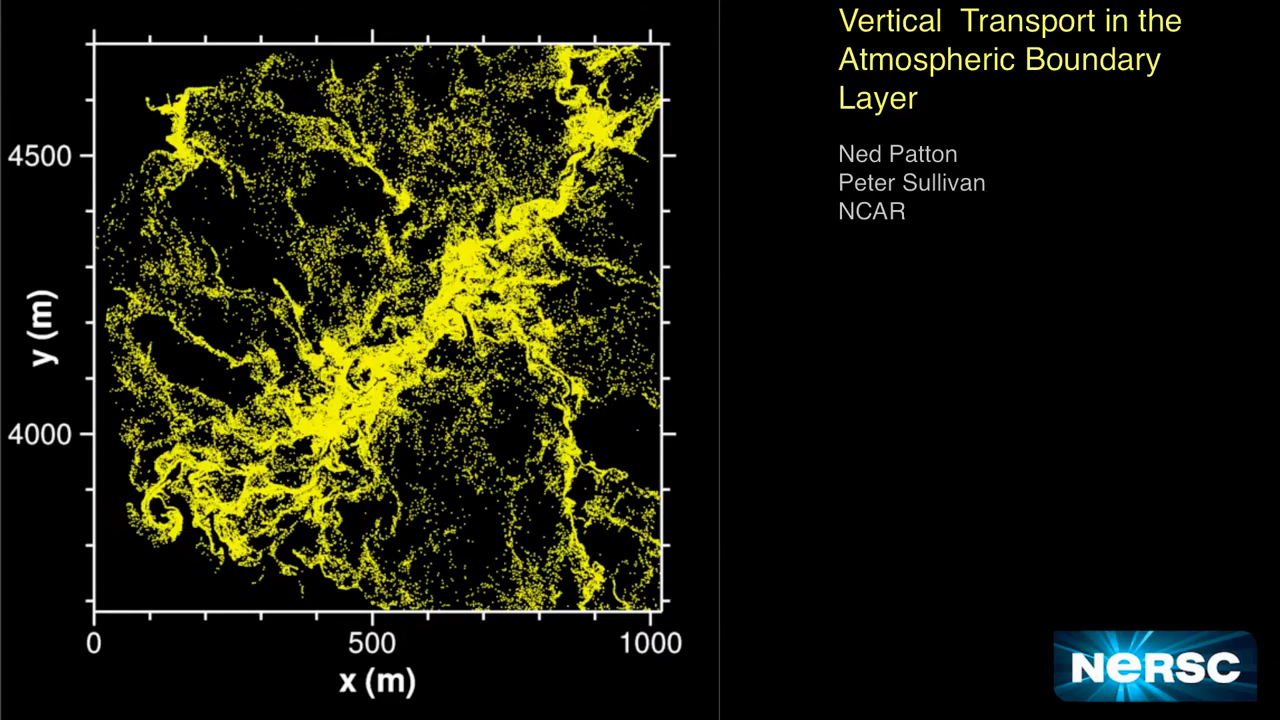 Vertical  Transport in the
Atmospheric Boundary
Layer
Ned Patton
Peter Sullivan
NCAR
4500
4000
y (m)
0
500
1000
x (m)
NERSC